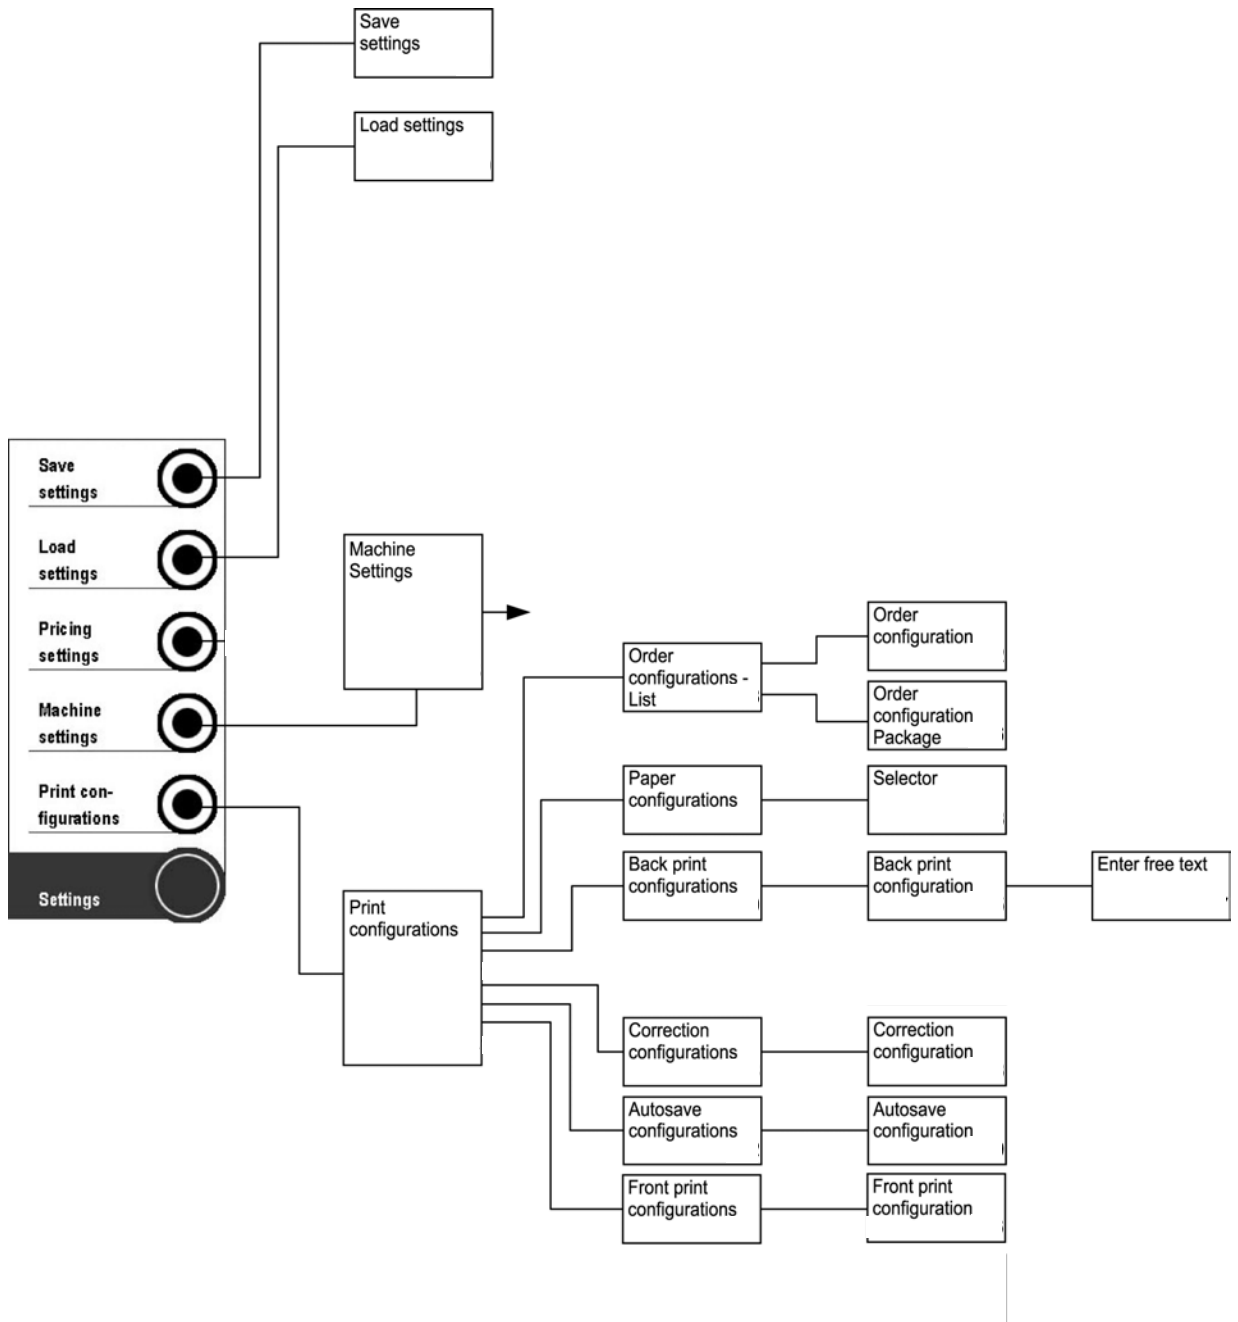 Save
settings
Load settings
Save
settings
Load
settings
Pricing
settings
Machine
settings
Print con-
figurations
Settings
Machine
Settings
Print
configurations
Order
configurations -
List
Order
configuration
Order
configuration
Package
Paper
configurations
Selector
Back print
configurations
Back print
configuration
Enter free text
Correction
configurations
Correction
configuration
Autosave
configurations
Autosave
configuration
Front print
configurations
Front print
configuration